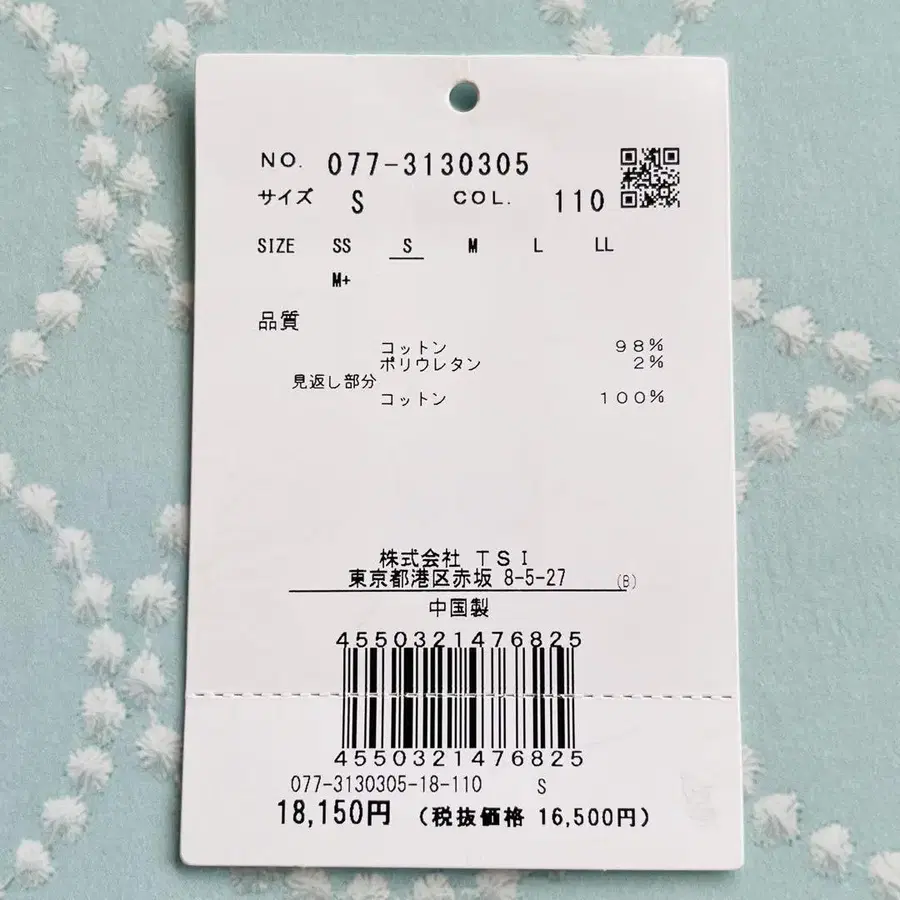 NO. 077-3130305
サイズ S COL. 110
SIZE SS S M L LL
M+
品質
コットン 98%
ポリウレタン 2%
見返し部分
コットン 100%
株式会社 TSI
東京都港区赤坂 8-5-27 (B)
中国製
4550321476825
4550321476825
077-3130305-18-110 S
18,150円 (税抜価格 16,500円)